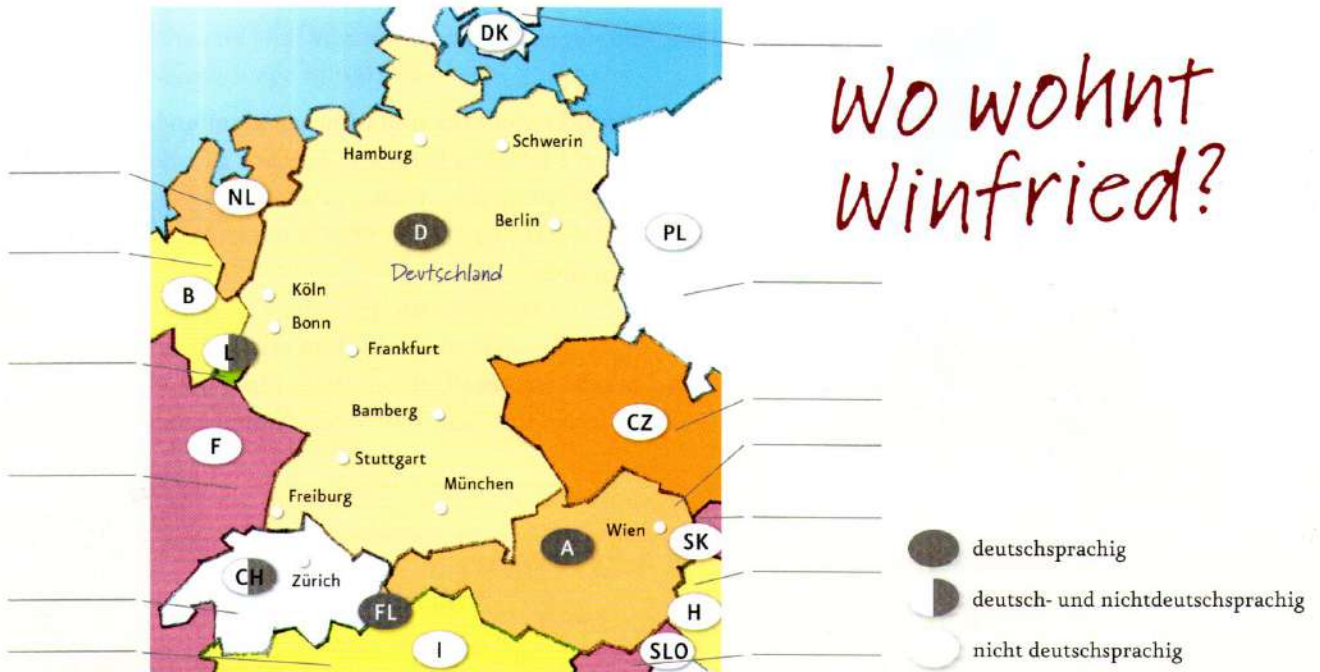 DK
Wo wohnt
Winfried?
Hamburg
Schwerin
NL
D
Berlin
PL
Deutschland
B
Köln
Bonn
L
Frankfurt
Bamberg
CZ
F
Stuttgart
München
Freiburg
Wien
A
SK
CH
Zürich
FL
H
I
SLO
deutschsprachig
deutsch- und nichtdeutschsprachig
nicht deutschsprachig